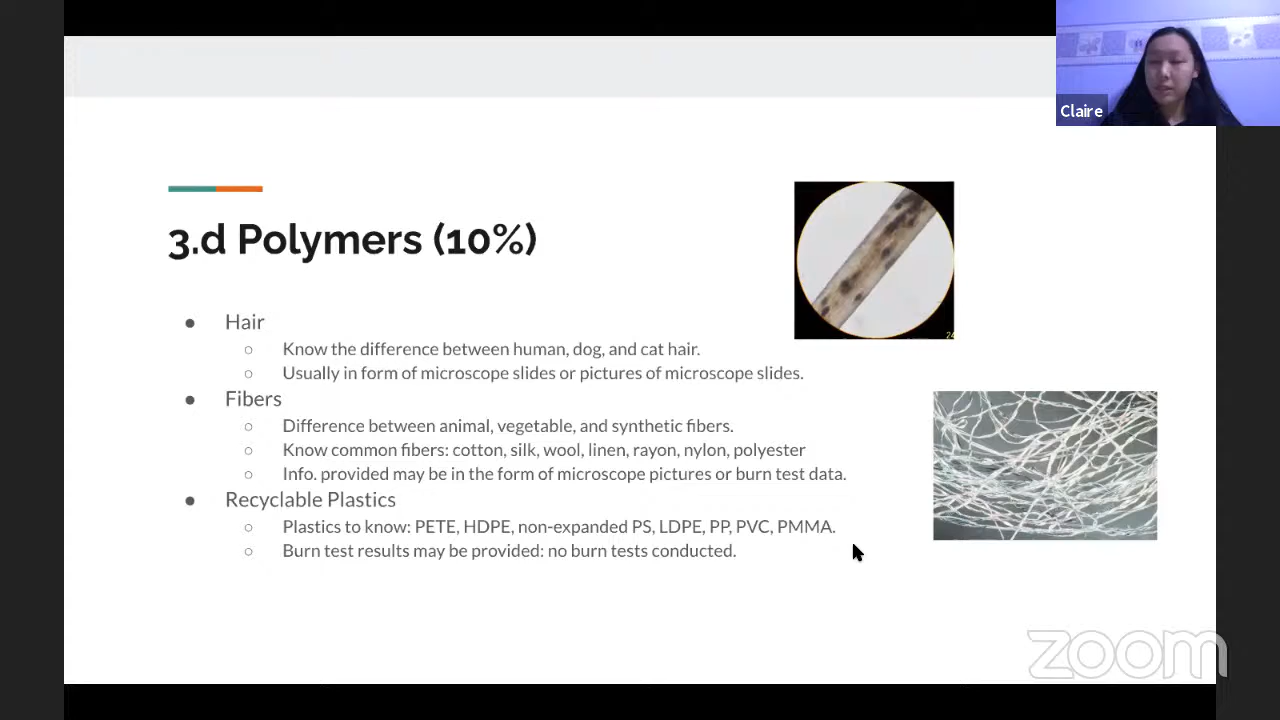 Claire
3.d Polymers (10%)
● Hair
○ Know the difference between human, dog, and cat hair.
○ Usually in form of microscope slides or pictures of microscope slides.
● Fibers
○ Difference between animal, vegetable, and synthetic fibers.
○ Know common fibers: cotton, silk, wool, linen, rayon, nylon, polyester
○ Info. provided may be in the form of microscope pictures or burn test data.
● Recyclable Plastics
○ Plastics to know: PETE, HDPE, non-expanded PS, LDPE, PP, PVC, PMMA.
○ Burn test results may be provided: no burn tests conducted.
zoom